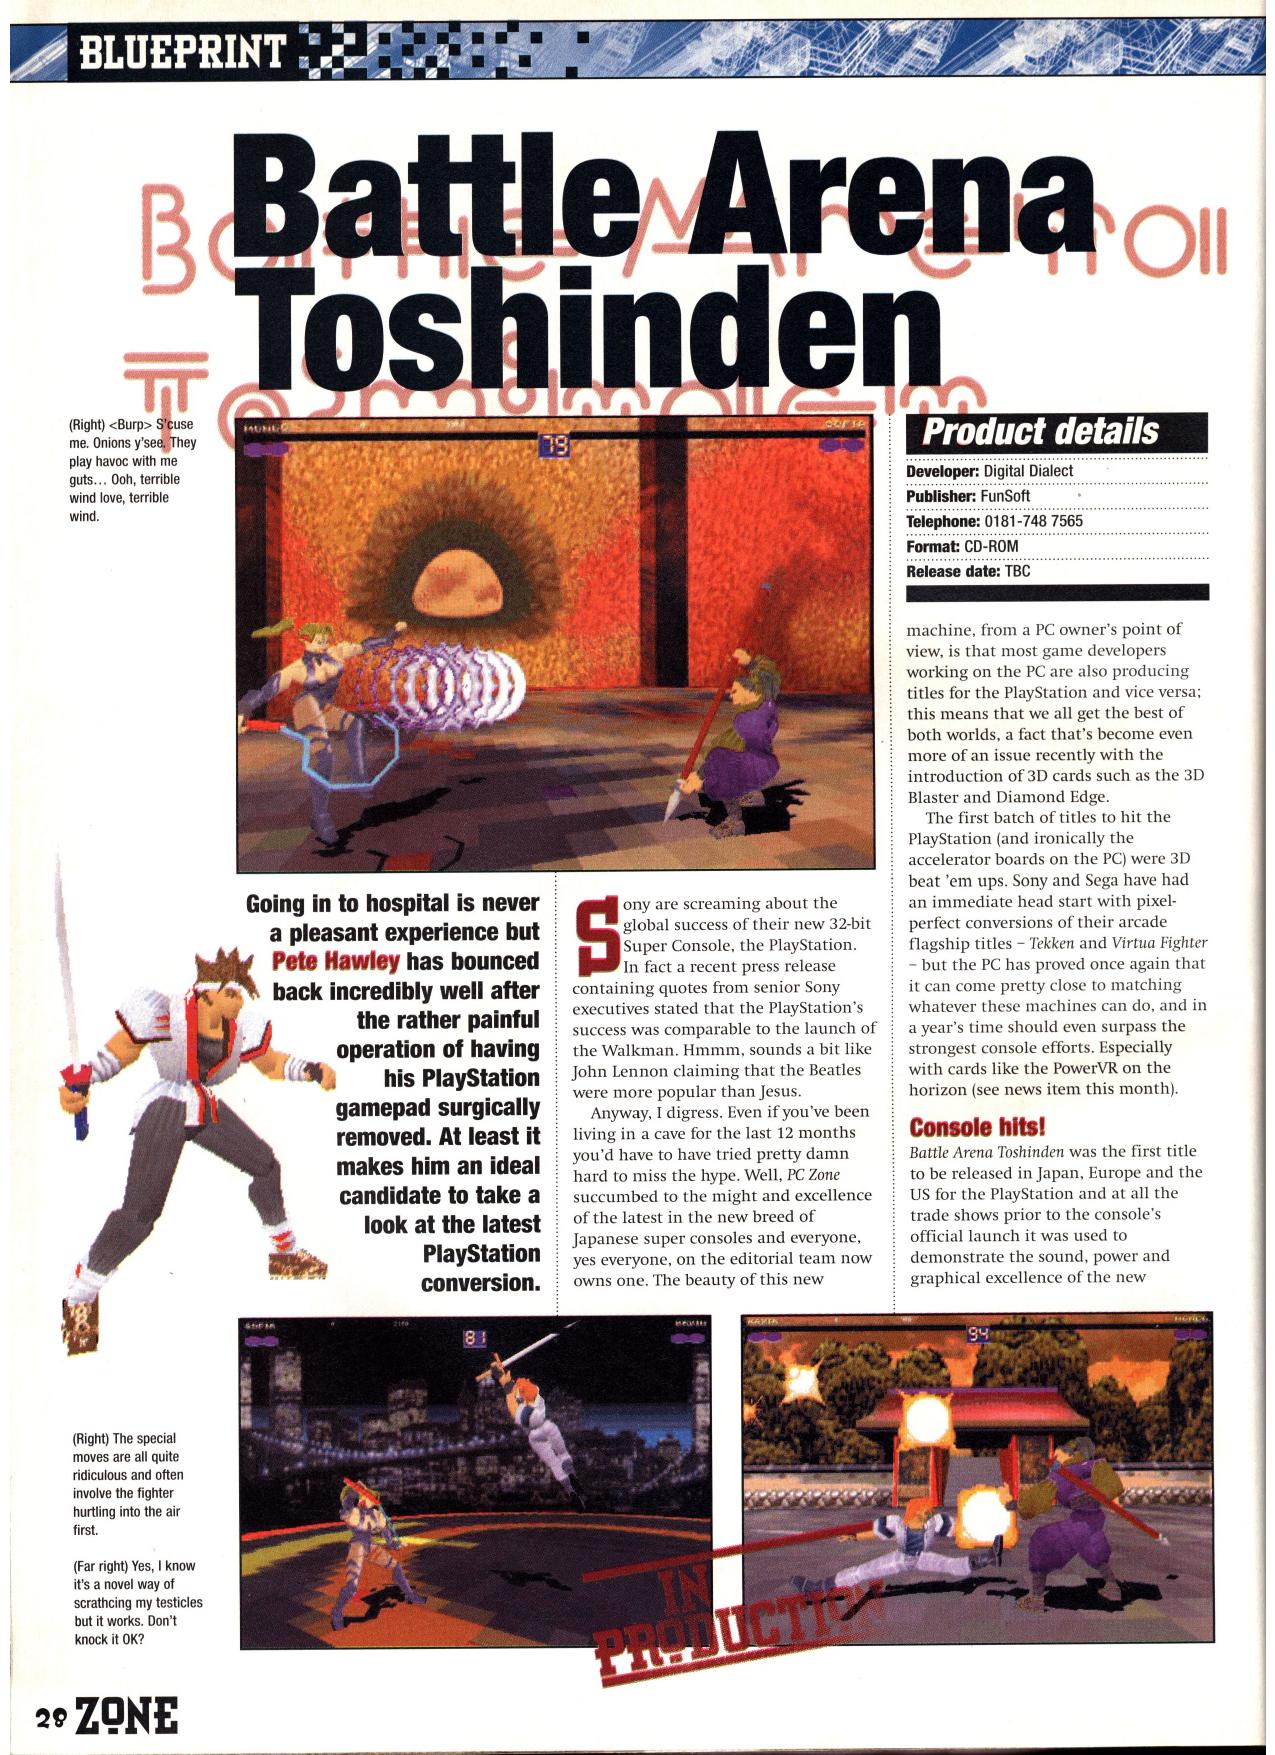 BLUEPRINT
Battle Arena
Toshinden
(Right) <Burp> S'cuse
me. Onions y'see. They
play havoc with me
guts… Ooh, terrible
wind love, terrible
wind.
79
SOFIA
Product details
Developer: Digital Dialect
Publisher: FunSoft
Telephone: 0181-748 7565
Format: CD-ROM
Release date: TBC
Going in to hospital is never
a pleasant experience but
Pete Hawley has bounced
back incredibly well after
the rather painful
operation of having
his PlayStation
gamepad surgically
removed. At least it
makes him an ideal
candidate to take a
look at the latest
PlayStation
conversion.
Sony are screaming about the
global success of their new 32-bit
Super Console, the PlayStation.
In fact a recent press release
containing quotes from senior Sony
executives stated that the PlayStation's
success was comparable to the launch of
the Walkman. Hmmm, sounds a bit like
John Lennon claiming that the Beatles
were more popular than Jesus.
Anyway, I digress. Even if you've been
living in a cave for the last 12 months
you'd have to have tried pretty damn
hard to miss the hype. Well, PC Zone
succumbed to the might and excellence
of the latest in the new breed of
Japanese super consoles and everyone,
yes everyone, on the editorial team now
owns one. The beauty of this new
machine, from a PC owner's point of
view, is that most game developers
working on the PC are also producing
titles for the PlayStation and vice versa;
this means that we all get the best of
both worlds, a fact that's become even
more of an issue recently with the
introduction of 3D cards such as the 3D
Blaster and Diamond Edge.
The first batch of titles to hit the
PlayStation (and ironically the
accelerator boards on the PC) were 3D
beat 'em ups. Sony and Sega have had
an immediate head start with pixel-
perfect conversions of their arcade
flagship titles – Tekken and Virtua Fighter
– but the PC has proved once again that
it can come pretty close to matching
whatever these machines can do, and in
a year's time should even surpass the
strongest console efforts. Especially
with cards like the PowerVR on the
horizon (see news item this month).
Console hits!
Battle Arena Toshinden was the first title
to be released in Japan, Europe and the
US for the PlayStation and at all the
trade shows prior to the console's
official launch it was used to
demonstrate the sound, power and
graphical excellence of the new
SOFIA
81
KAYIN
94
(Right) The special
moves are all quite
ridiculous and often
involve the fighter
hurtling into the air
first.
(Far right) Yes, I know
it's a novel way of
scrathcing my testicles
but it works. Don't
knock it OK?
IN
PRODUCTION
28 ZONE